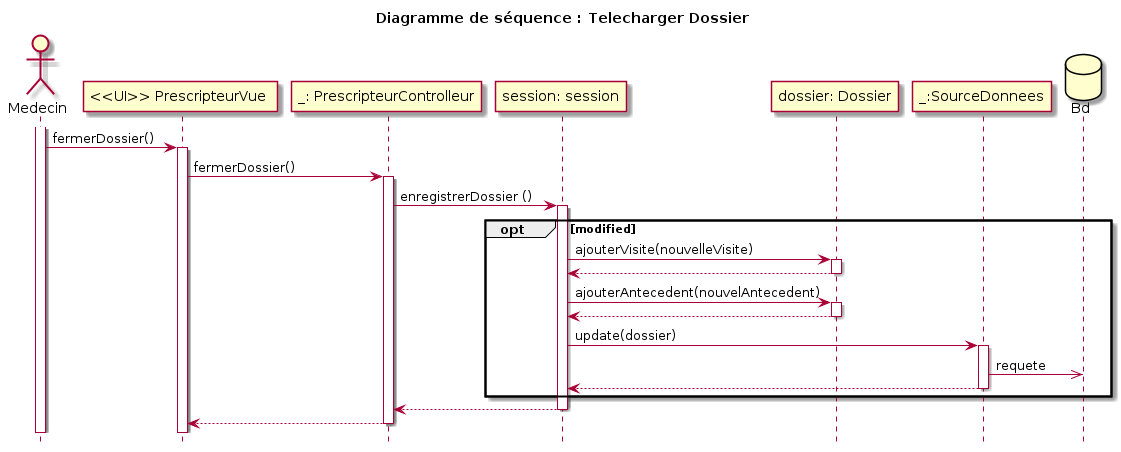 Diagramme de séquence : Telecharger Dossier
Medecin
<<UI>> PrescripteurVue
_: PrescripteurControlleur
session: session
dossier: Dossier
_:SourceDonnees
Bd
fermerDossier()
fermerDossier()
enregistrerDossier ()
opt [modified]
ajouterVisite(nouvelleVisite)
ajouterAntecedent(nouvelAntecedent)
update(dossier)
requete